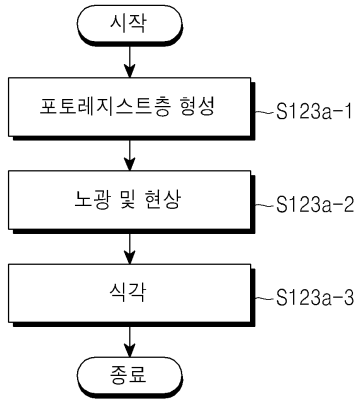 시작
포토레지스트층 형성
S123a-1
노광 및 현상
S123a-2
식각
S123a-3
종료